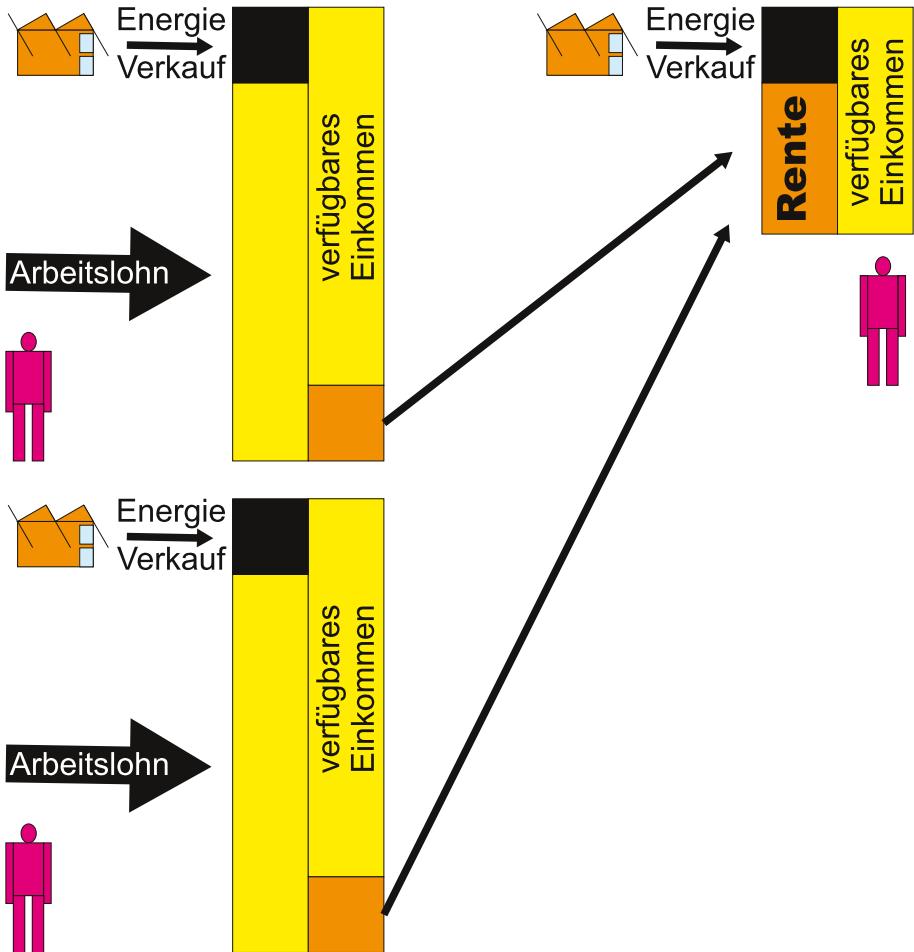 Energie
Verkauf
verfügbares
Einkommen
Arbeitslohn
Energie
Verkauf
Rente
verfügbares
Einkommen
Energie
Verkauf
verfügbares
Einkommen
Arbeitslohn